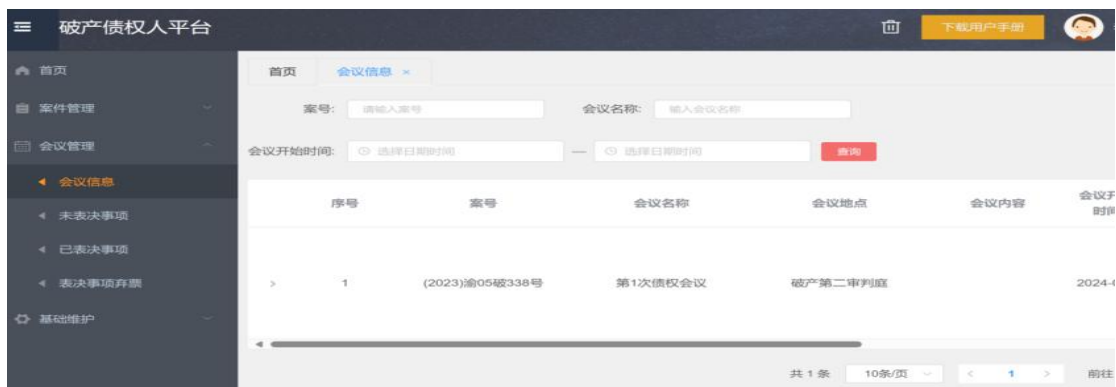 破产债权人平台
下载用户手册
首页
案件管理
会议管理
会议信息
未表决事项
已表决事项
表决事项弃票
基础维护
首页 会议信息 ×
案号: 请输入案号 会议名称: 输入会议名称
会议开始时间: 选择日期时间 — 选择日期时间 查询
序号 案号 会议名称 会议地点 会议内容 会议开
时间
1 (2023)渝05破338号 第1次债权会议 破产第二审判庭 2024-0
共 1 条 10条/页 < 1 > 前往